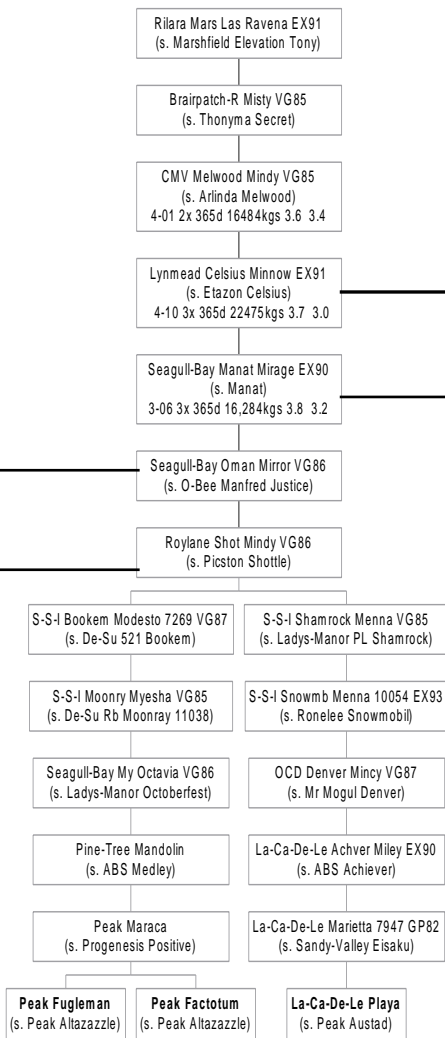 Rilara Mars Las Ravena EX91
(s. Marshfield Elevation Tony)
Brairpatch-R Misty VG85
(s. Thonyma Secret)
CMV Melwood Mindy VG85
(s. Arlinda Melwood)
4-01 2x 365d 16484kgs 3.6 3.4
Lynmead Celsius Minnow EX91
(s. Etazon Celsius)
4-10 3x 365d 22475kgs 3.7 3.0
Seagull-Bay Manat Mirage EX90
(s. Manat)
3-06 3x 365d 16,284kgs 3.8 3.2
Seagull-Bay Oman Mirror VG86
(s. O-Bee Manfred Justice)
Roylane Shot Mindy VG86
(s. Picston Shottle)
S-S-I Bookem Modesto 7269 VG87
(s. De-Su 521 Bookem)
S-S-I Shamrock Menna VG85
(s. Ladys-Manor PL Shamrock)
S-S-I Moonry Myesha VG85
(s. De-Su Rb Moonray 11038)
S-S-I Snowmb Menna 10054 EX93
(s. Ronelee Snowmobil)
Seagull-Bay My Octavia VG86
(s. Ladys-Manor Octoberfest)
OCD Denver Mincy VG87
(s. Mr Mogul Denver)
Pine-Tree Mandolin
(s. ABS Medley)
La-Ca-De-Le Achver Miley EX90
(s. ABS Achiever)
Peak Maraca
(s. Progenesis Positive)
La-Ca-De-Le Marietta 7947 GP82
(s. Sandy-Valley Eisaku)
Peak Fugleman
(s. Peak Altazazzle)
Peak Factotum
(s. Peak Altazazzle)
La-Ca-De-Le Playa
(s. Peak Austad)